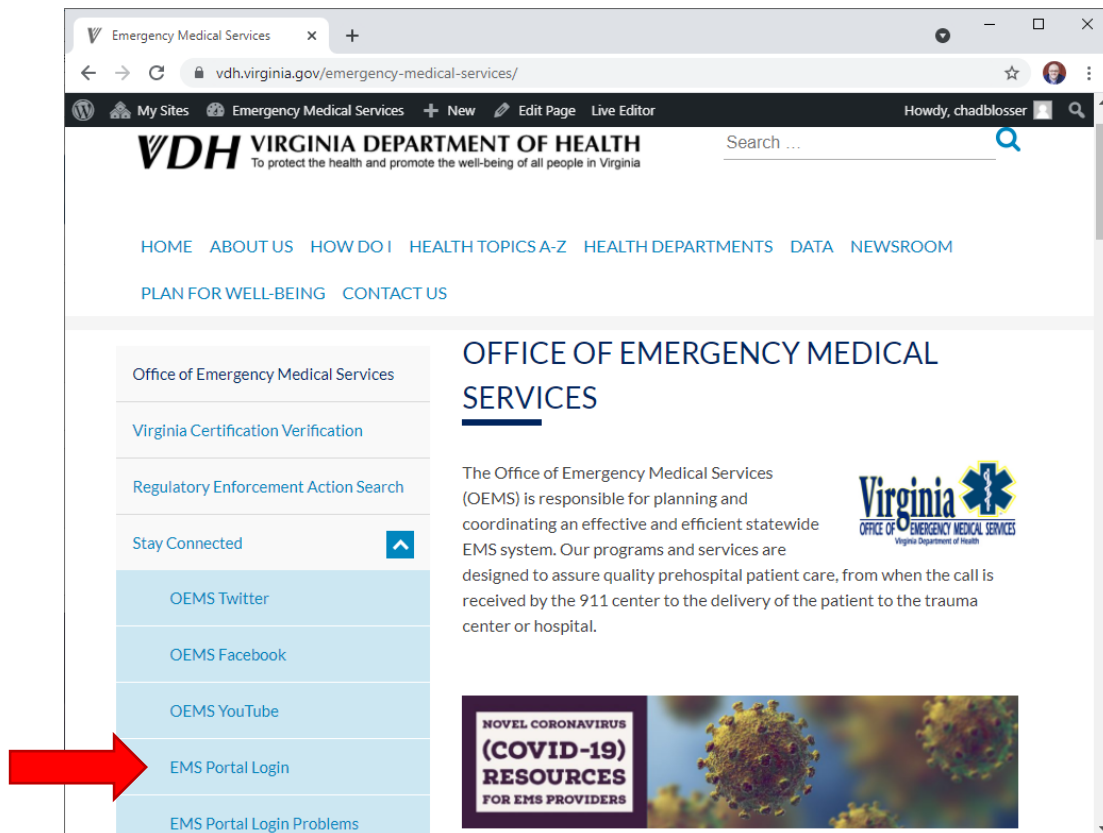 Emergency Medical Services
vdh.virginia.gov/emergency-medical-services/
My Sites Emergency Medical Services New Edit Page Live Editor Howdy, chadblosser
VDH VIRGINIA DEPARTMENT OF HEALTH
To protect the health and promote the well-being of all people in Virginia
Search ...
HOME ABOUT US HOW DO I HEALTH TOPICS A-Z HEALTH DEPARTMENTS DATA NEWSROOM
PLAN FOR WELL-BEING CONTACT US
Office of Emergency Medical Services
Virginia Certification Verification
Regulatory Enforcement Action Search
Stay Connected
OEMS Twitter
OEMS Facebook
OEMS YouTube
EMS Portal Login
EMS Portal Login Problems
OFFICE OF EMERGENCY MEDICAL
SERVICES
The Office of Emergency Medical Services
(OEMS) is responsible for planning and
coordinating an effective and efficient statewide
EMS system. Our programs and services are
designed to assure quality prehospital patient care, from when the call is
received by the 911 center to the delivery of the patient to the trauma
center or hospital.
Virginia
OFFICE OF EMERGENCY MEDICAL SERVICES
Virginia Department of Health
NOVEL CORONAVIRUS
(COVID-19)
RESOURCES
FOR EMS PROVIDERS